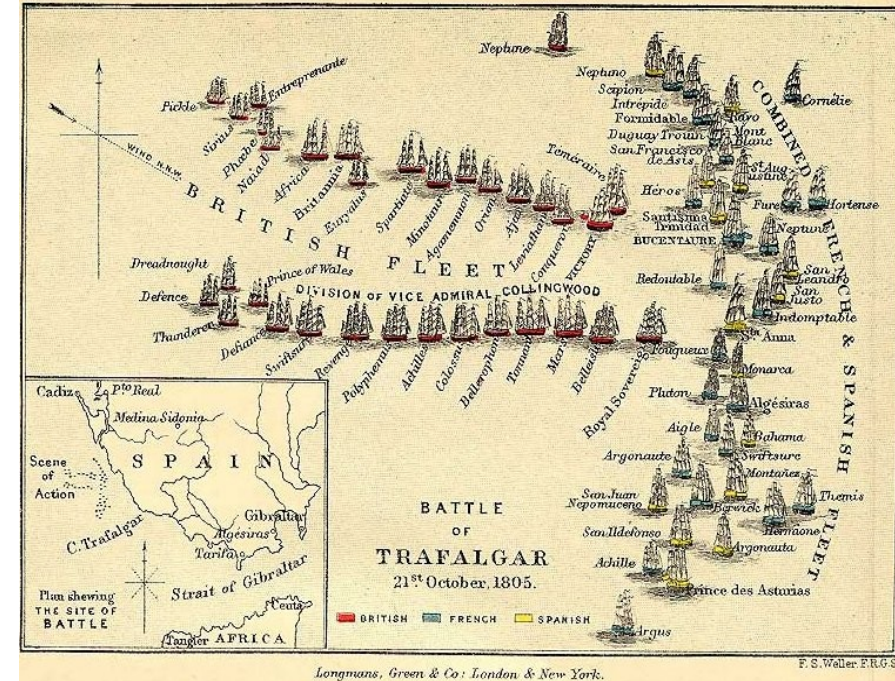 Neptune
Neptuno
Scipion
Intrépide
Formidable
Duguay Trouin
San Francisco
de Asis
Rayo
Mont
Blanc
Cornélie
COMBINED
FRENCH & SPANISH
FLEET
St Aug-
ustine
Héros
Furet
Hortense
Santisima
Trinidad
BUCENTAURE
Neptune
Redoutable
San
Leandro
San
Justo
Indomptable
Sta Anna
Fougueux
Monarca
Pluton
Algésiras
Aigle
Bahama
Swiftsure
Argonaute
Montañez
San Juan
Nepomuceno
Berwick
Themis
Hermione
San Ildefonso
Argonauta
Achille
Prince des Asturias
Argus
Pickle
Entreprenante
Sirius
Phœbe
Naiad
WIND N.N.W
Africa
Britannia
Euryalus
Spartiate
Minotaur
Agamemnon
Orion
Ajax
Leviathan
Conqueror
Téméraire
VICTORY
BRITISH
FLEET
DIVISION OF VICE ADMIRAL COLLINGWOOD
Dreadnought
Prince of Wales
Defence
Thunderer
Defiance
Swiftsure
Revenge
Polyphemus
Achilles
Colossus
Bellerophon
Tonnant
Mars
Belleisle
Royal Sovereign
Cadiz
Pto Real
Medina Sidonia
SPAIN
Scene
of
Action
C. Trafalgar
Gibraltar
Algésiras
Tarifa
Strait of Gibraltar
Ceuta
Tangier AFRICA
Plan shewing
THE SITE OF
BATTLE
BATTLE
OF
TRAFALGAR
21st October, 1805.
BRITISH FRENCH SPANISH
F. S. Weller. F.R.G.S
Longmans, Green & Co: London & New York.